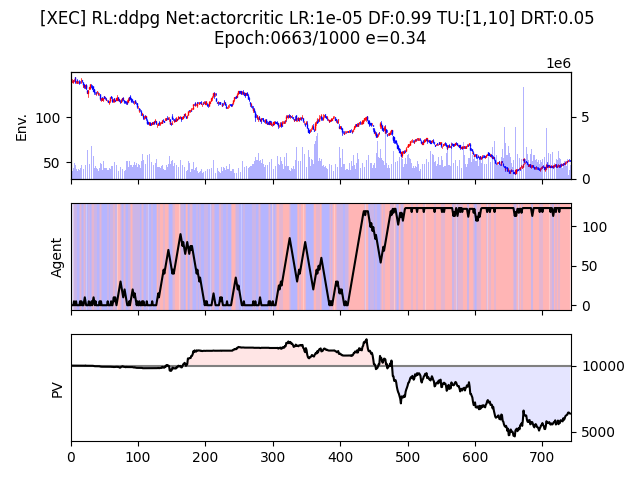 [XEC] RL:ddpg Net:actorcritic LR:1e-05 DF:0.99 TU:[1,10] DRT:0.05
Epoch:0663/1000 e=0.34
1e6
Env.
100
50
5
0
Agent
100
50
0
PV
10000
5000
0 100 200 300 400 500 600 700